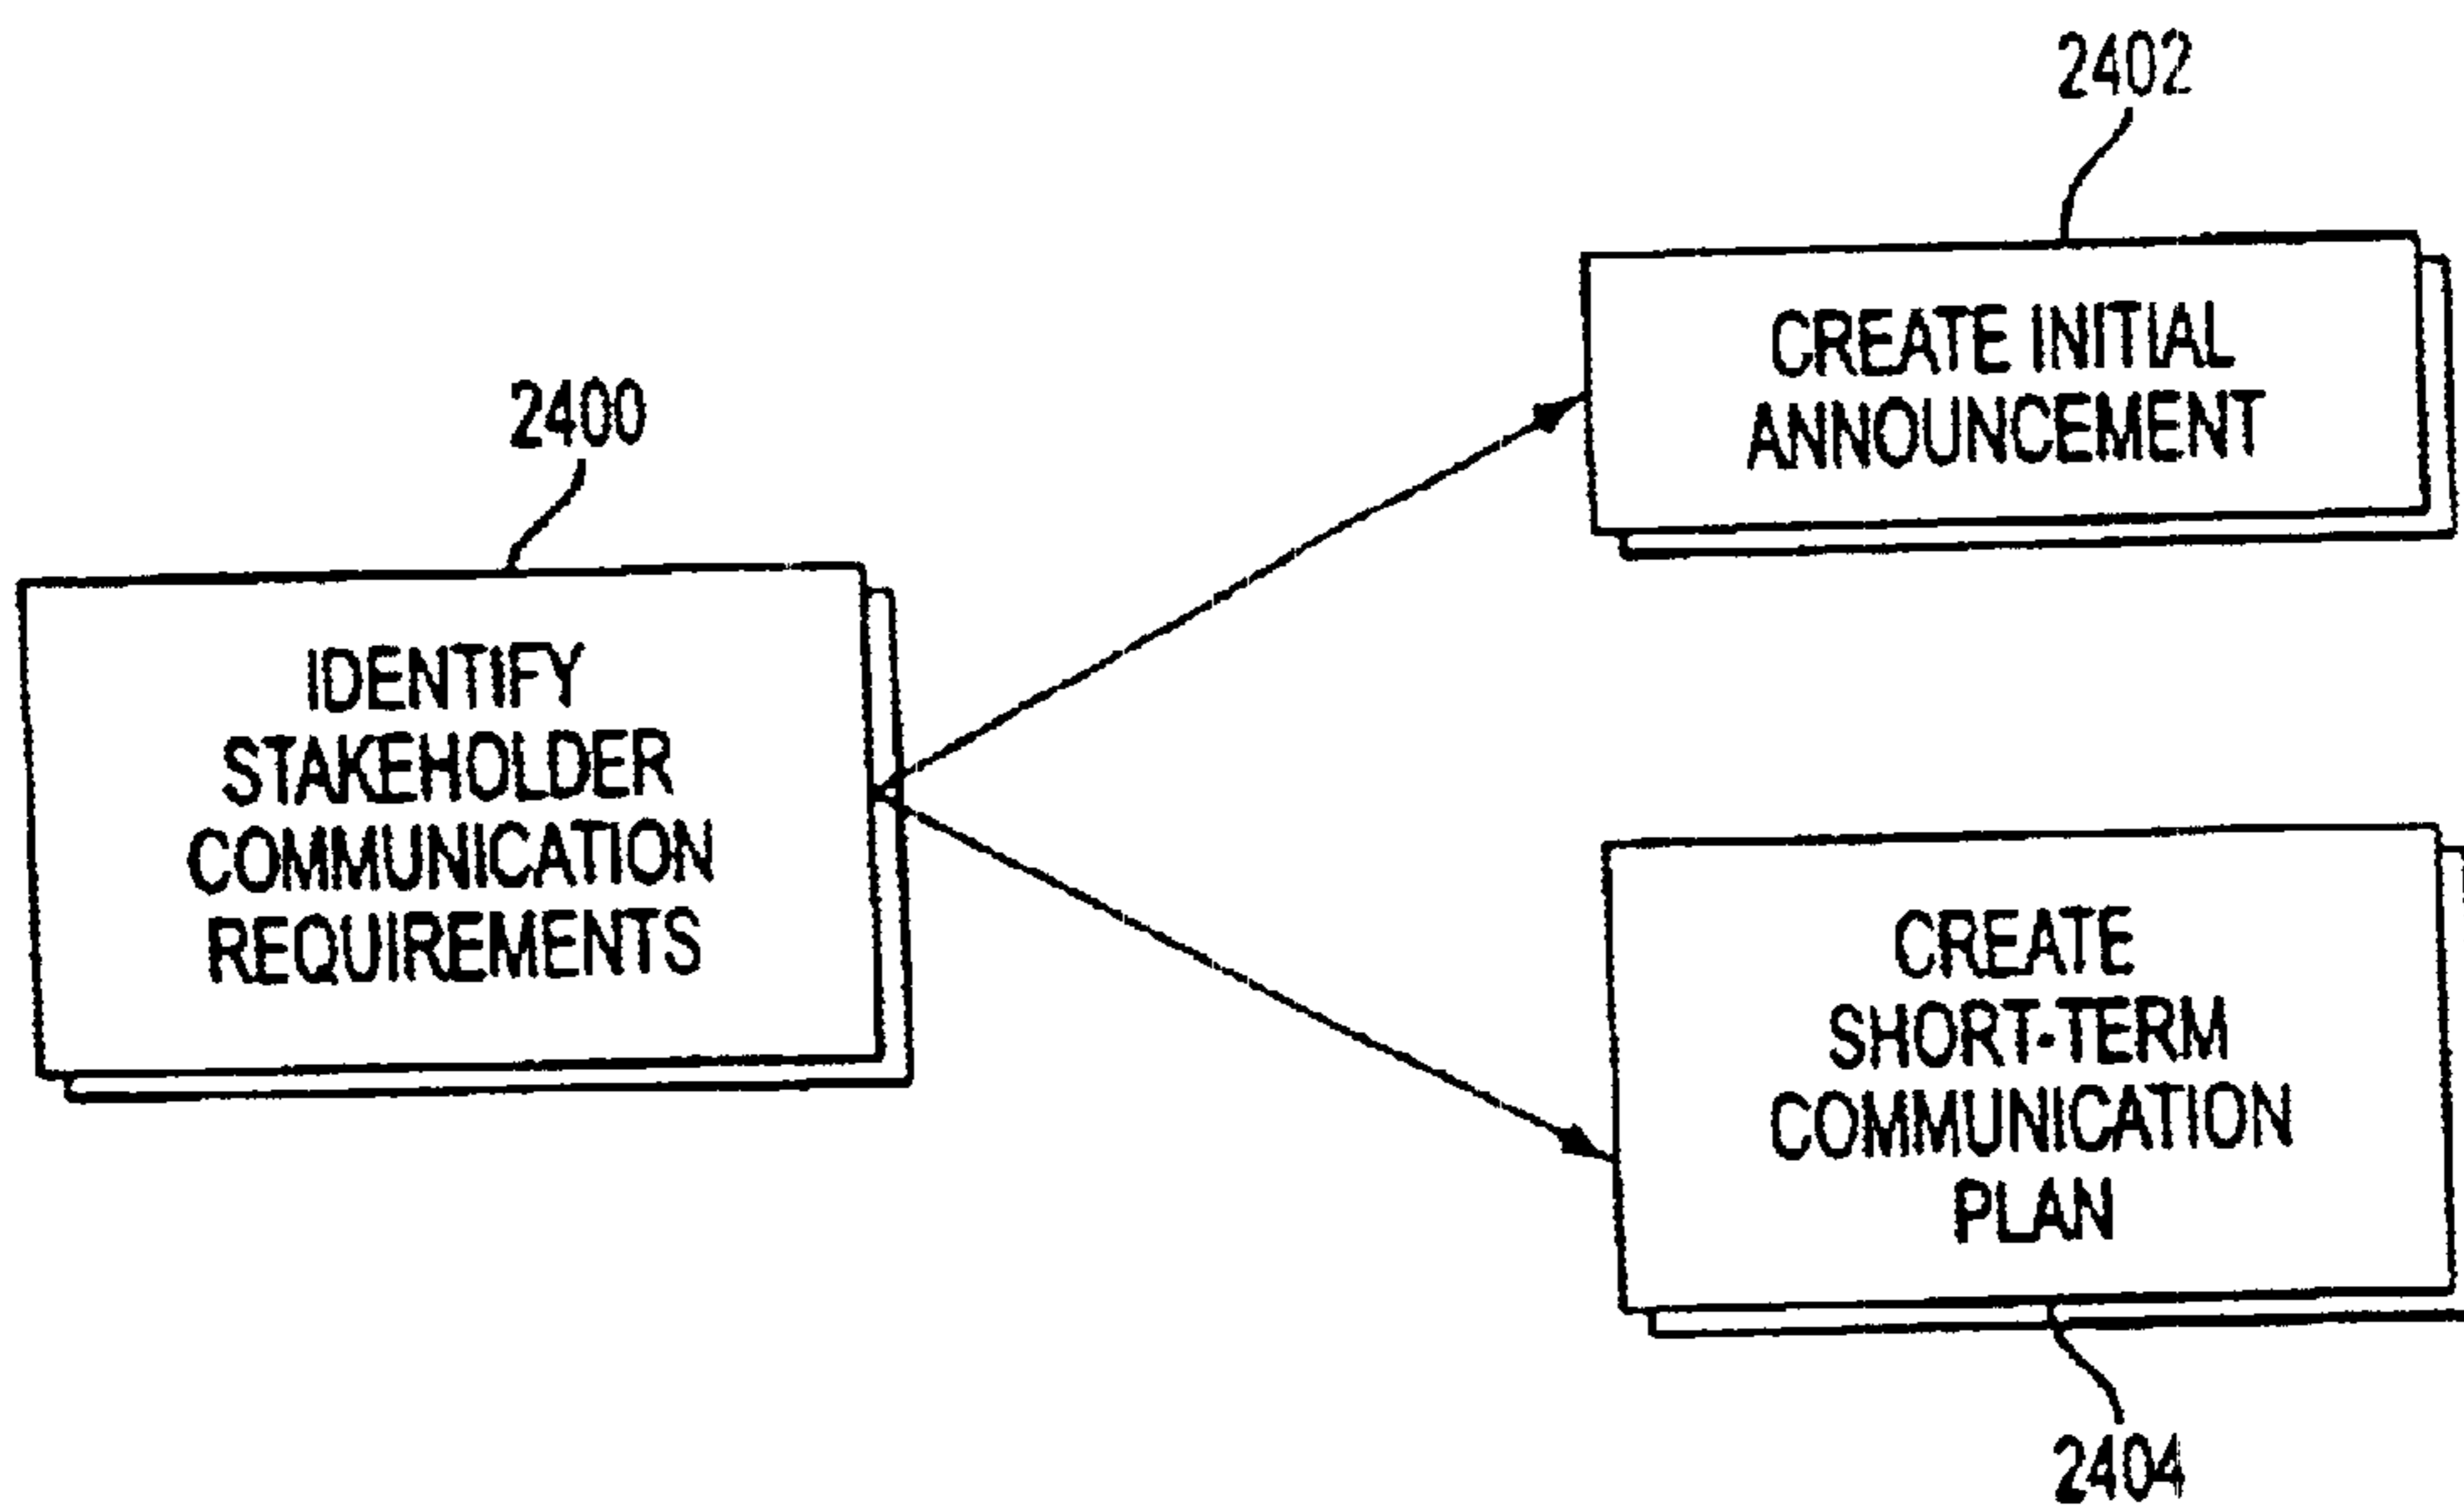 2402
CREATE INITIAL
ANNOUNCEMENT
2400
IDENTIFY
STAKEHOLDER
COMMUNICATION
REQUIREMENTS
CREATE
SHORT-TERM
COMMUNICATION
PLAN
2404